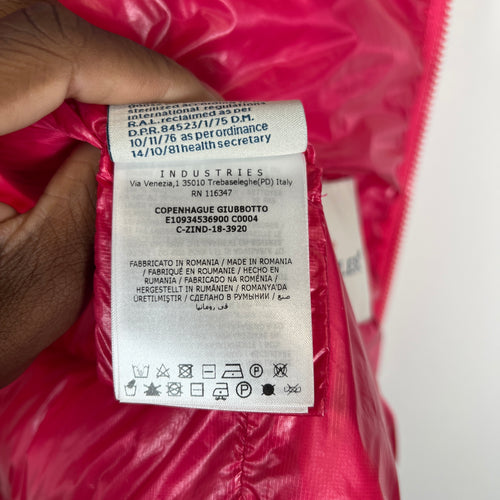 sterilized according
international regulations
R.A.L. reclaimed as per
D.P.R. 84523/1/75 D.M.
10/11/76 as per ordinance
14/10/81 health secretary
INDUSTRIES
Via Venezia,1 35010 Trebaseleghe(PD) Italy
RN 116347
COPENHAGUE GIUBBOTTO
E10934536900 C0004
C-ZIND-18-3920
FABBRICATO IN ROMANIA / MADE IN ROMANIA
/ FABRIQUÉ EN ROUMANIE / HECHO EN
RUMANIA / FABRICADO NA ROMÉNIA /
HERGESTELLT IN RUMÄNIEN / ROMANYA'DA
ÜRETILMIŞTIR / СДЕЛАНО В РУМЫНИИ / صنع
في رومانيا